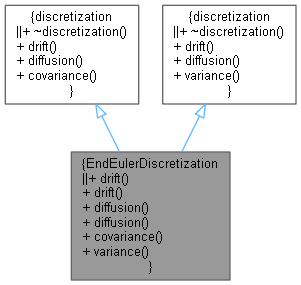 {discretization
||+ ~discretization()
+ drift()
+ diffusion()
+ covariance()
}
{discretization
||+ ~discretization()
+ drift()
+ diffusion()
+ variance()
}
{EndEulerDiscretization
||+ drift()
+ drift()
+ diffusion()
+ diffusion()
+ covariance()
+ variance()
}